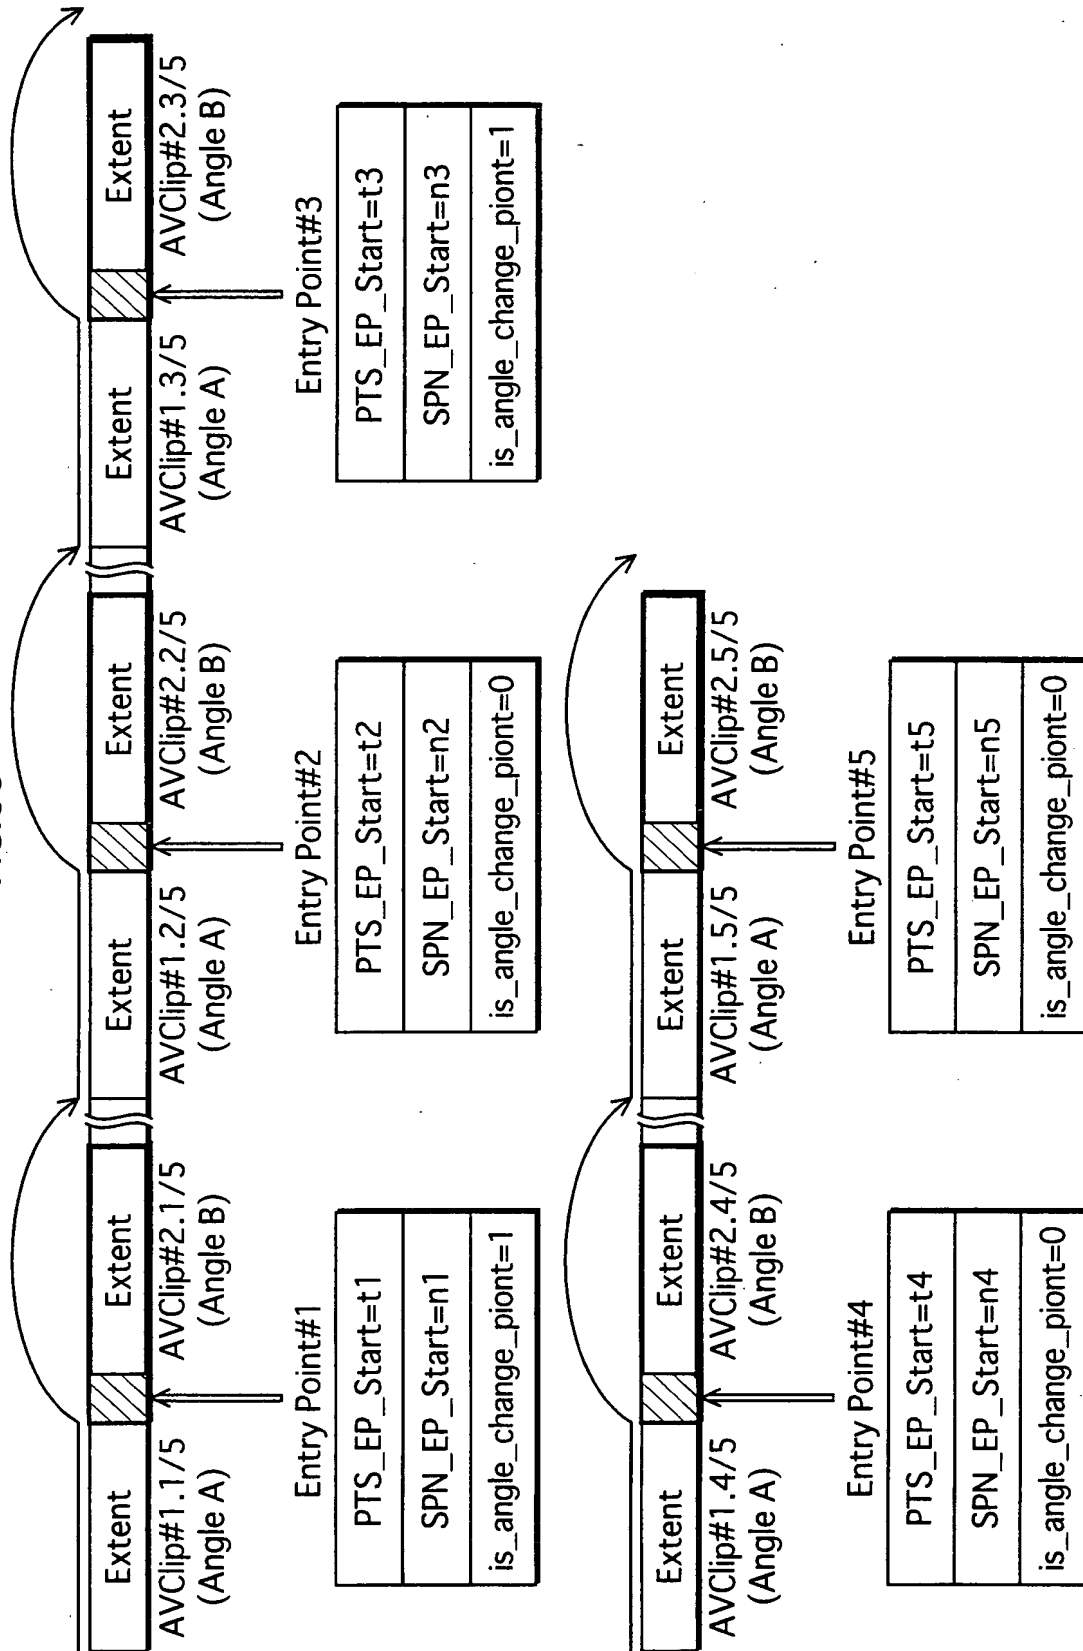 Extent
Extent
Extent
Extent
Extent
Extent
AVClip#1.1/5
(Angle A)
AVClip#2.1/5
(Angle B)
AVClip#1.2/5
(Angle A)
AVClip#2.2/5
(Angle B)
AVClip#1.3/5
(Angle A)
AVClip#2.3/5
(Angle B)
Entry Point#1
PTS_EP_Start=t1
SPN_EP_Start=n1
is_angle_change_piont=1
Entry Point#2
PTS_EP_Start=t2
SPN_EP_Start=n2
is_angle_change_piont=0
Entry Point#3
PTS_EP_Start=t3
SPN_EP_Start=n3
is_angle_change_piont=1
Extent
Extent
Extent
Extent
AVClip#1.4/5
(Angle A)
AVClip#2.4/5
(Angle B)
AVClip#1.5/5
(Angle A)
AVClip#2.5/5
(Angle B)
Entry Point#4
PTS_EP_Start=t4
SPN_EP_Start=n4
is_angle_change_piont=0
Entry Point#5
PTS_EP_Start=t5
SPN_EP_Start=n5
is_angle_change_piont=0